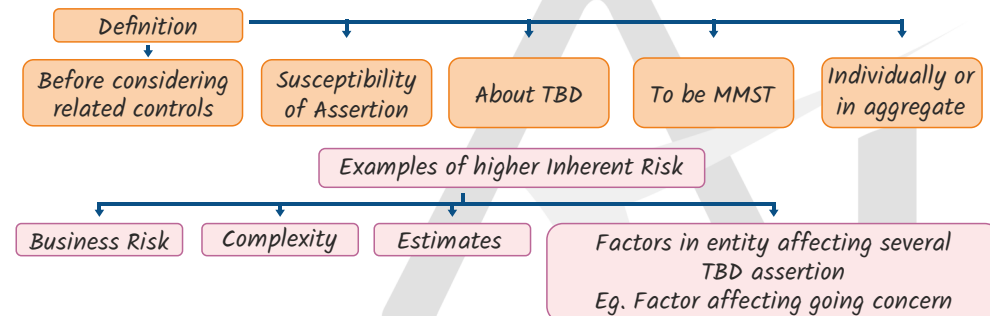 Definition
Before considering
related controls
Susceptibility
of Assertion
About TBD
To be MMST
Individually or
in aggregate
Examples of higher Inherent Risk
Business Risk
Complexity
Estimates
Factors in entity affecting several
TBD assertion
Eg. Factor affecting going concern